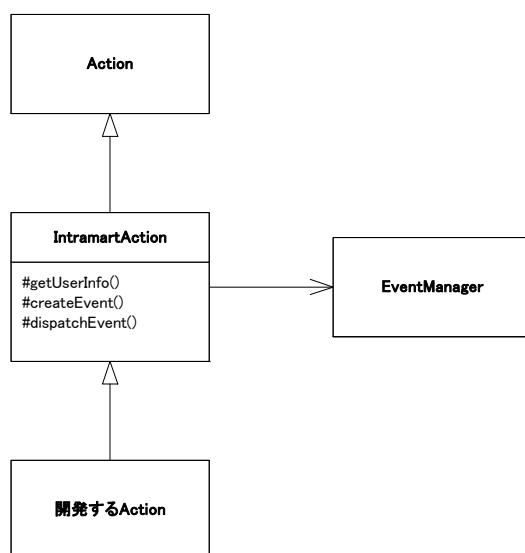 Action
IntramartAction
#getUserInfo()
#createEvent()
#dispatchEvent()
EventManager
開発するAction